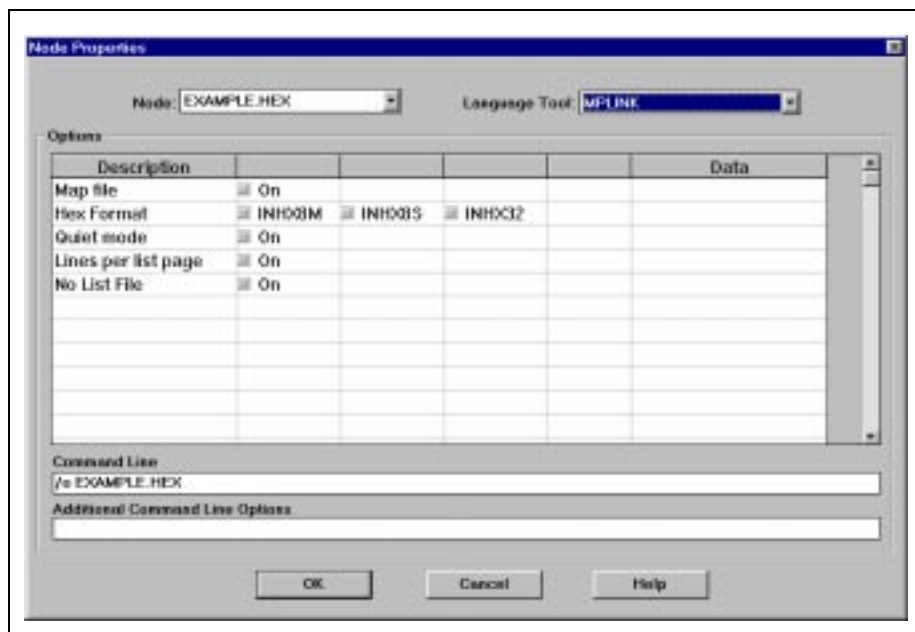 Node Properties
Node: EXAMPLE.HEX Language Tool: MPLINK
Options
Description Data
Map file On
Hex Format INHX8M INHX8S INHX32
Quiet mode On
Lines per list page On
No List File On
Command Line
/o EXAMPLE.HEX
Additional Command Line Options
OK Cancel Help